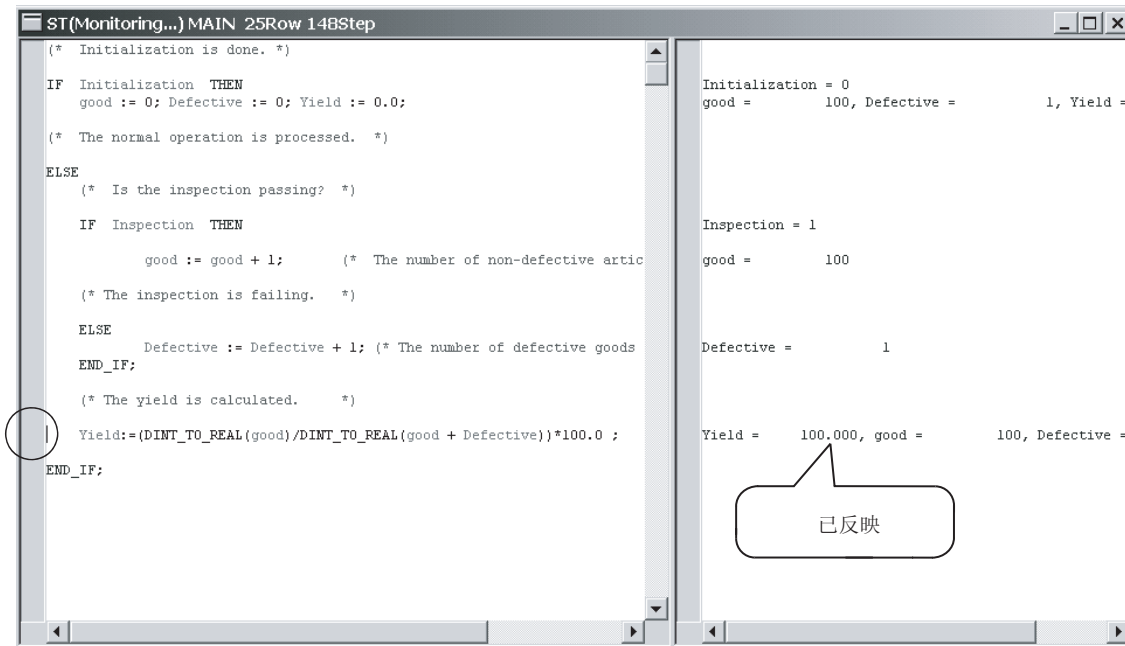 ST(Monitoring...) MAIN 25Row 148Step
(* Initialization is done. *)
IF Initialization THEN
good := 0; Defective := 0; Yield := 0.0;
(* The normal operation is processed. *)
ELSE
(* Is the inspection passing? *)
IF Inspection THEN
good := good + 1; (* The number of non-defective artic
(* The inspection is failing. *)
ELSE
Defective := Defective + 1; (* The number of defective goods
END_IF;
(* The yield is calculated. *)
Yield:=(DINT_TO_REAL(good)/DINT_TO_REAL(good + Defective))*100.0 ;
END_IF;
Initialization = 0
good = 100, Defective = 1, Yield =
Inspection = 1
good = 100
Defective = 1
Yield = 100.000, good = 100, Defective =
已反映